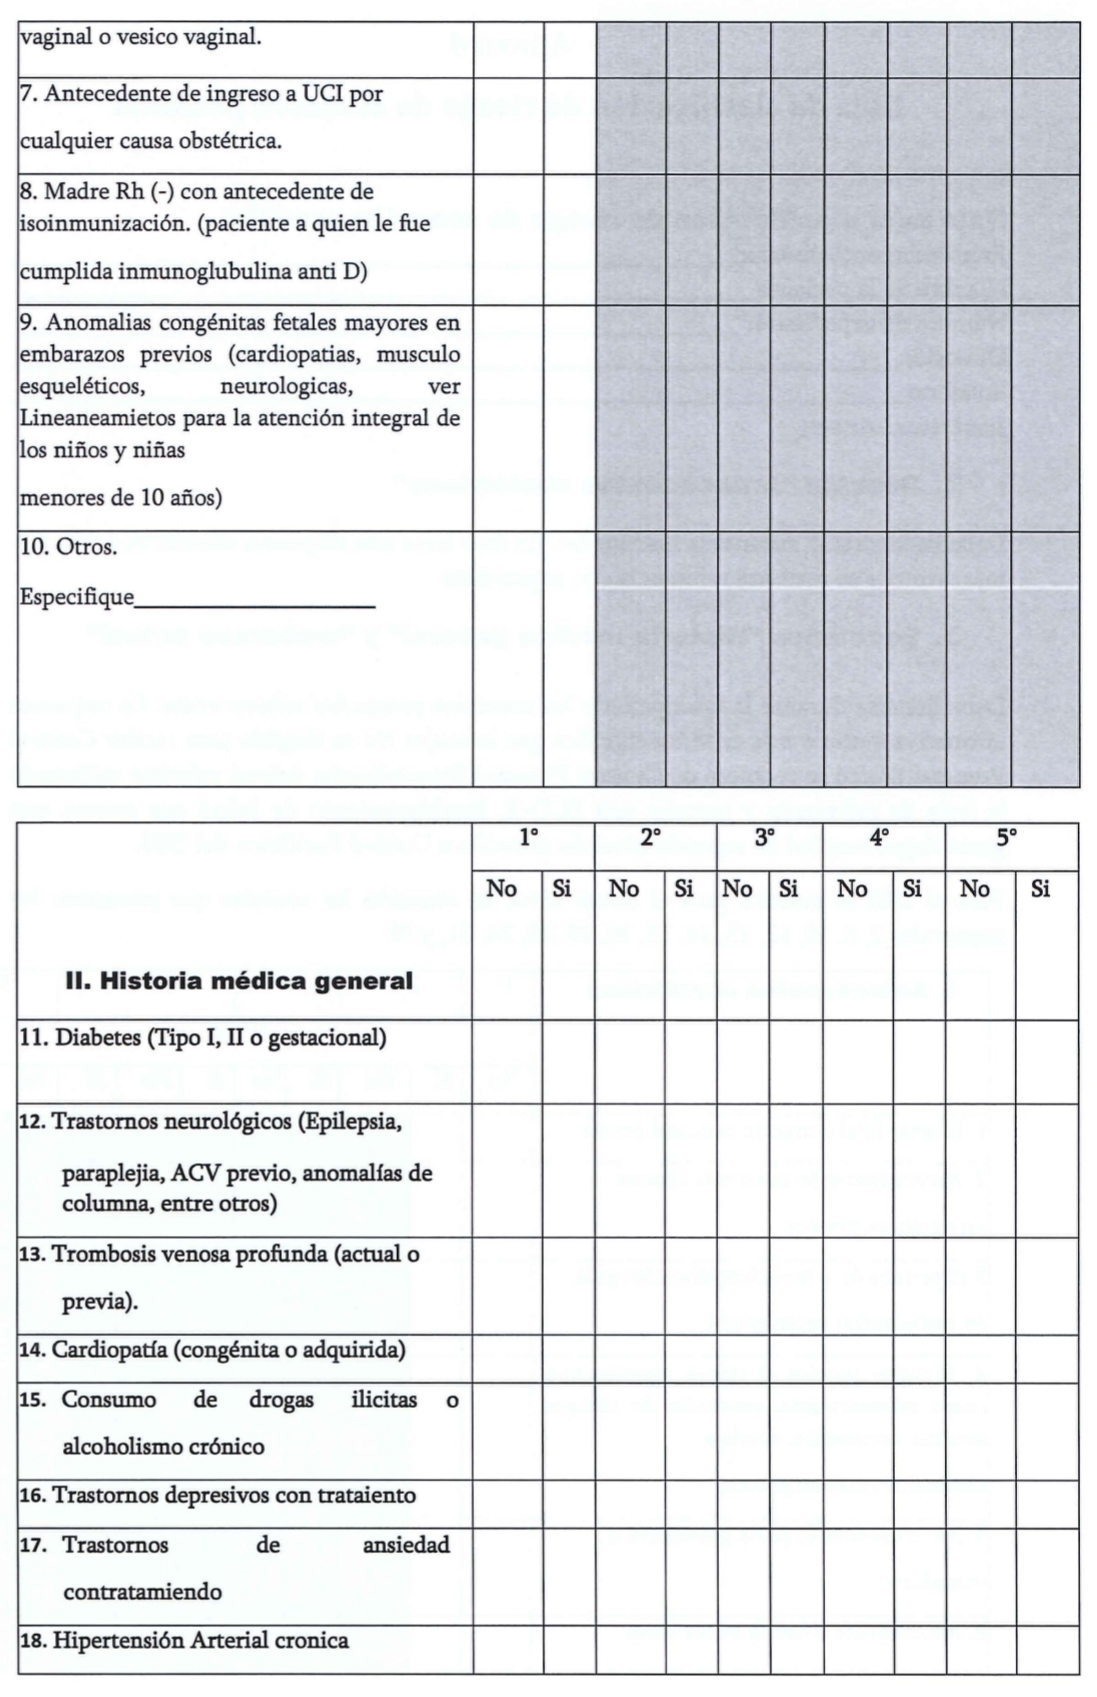 vaginal o vesico vaginal.
7. Antecedente de ingreso a UCI por
cualquier causa obstétrica.
8. Madre Rh (-) con antecedente de
isoinmunización. (paciente a quien le fue
cumplida inmunoglubulina anti D)
9. Anomalias congénitas fetales mayores en
embarazos previos (cardiopatias, musculo
esqueléticos, neurologicas, ver
Lineaneamietos para la atención integral de
los niños y niñas
menores de 10 años)
10. Otros.
Especifique____________________
1° 2° 3° 4° 5°
No Si No Si No Si No Si No Si
II. Historia médica general
11. Diabetes (Tipo I, II o gestacional)
12. Trastornos neurológicos (Epilepsia,
paraplejia, ACV previo, anomalías de
columna, entre otros)
13. Trombosis venosa profunda (actual o
previa).
14. Cardiopatía (congénita o adquirida)
15. Consumo de drogas ilicitas o
alcoholismo crónico
16. Trastornos depresivos con trataiento
17. Trastornos de ansiedad
contratamiendo
18. Hipertensión Arterial cronica